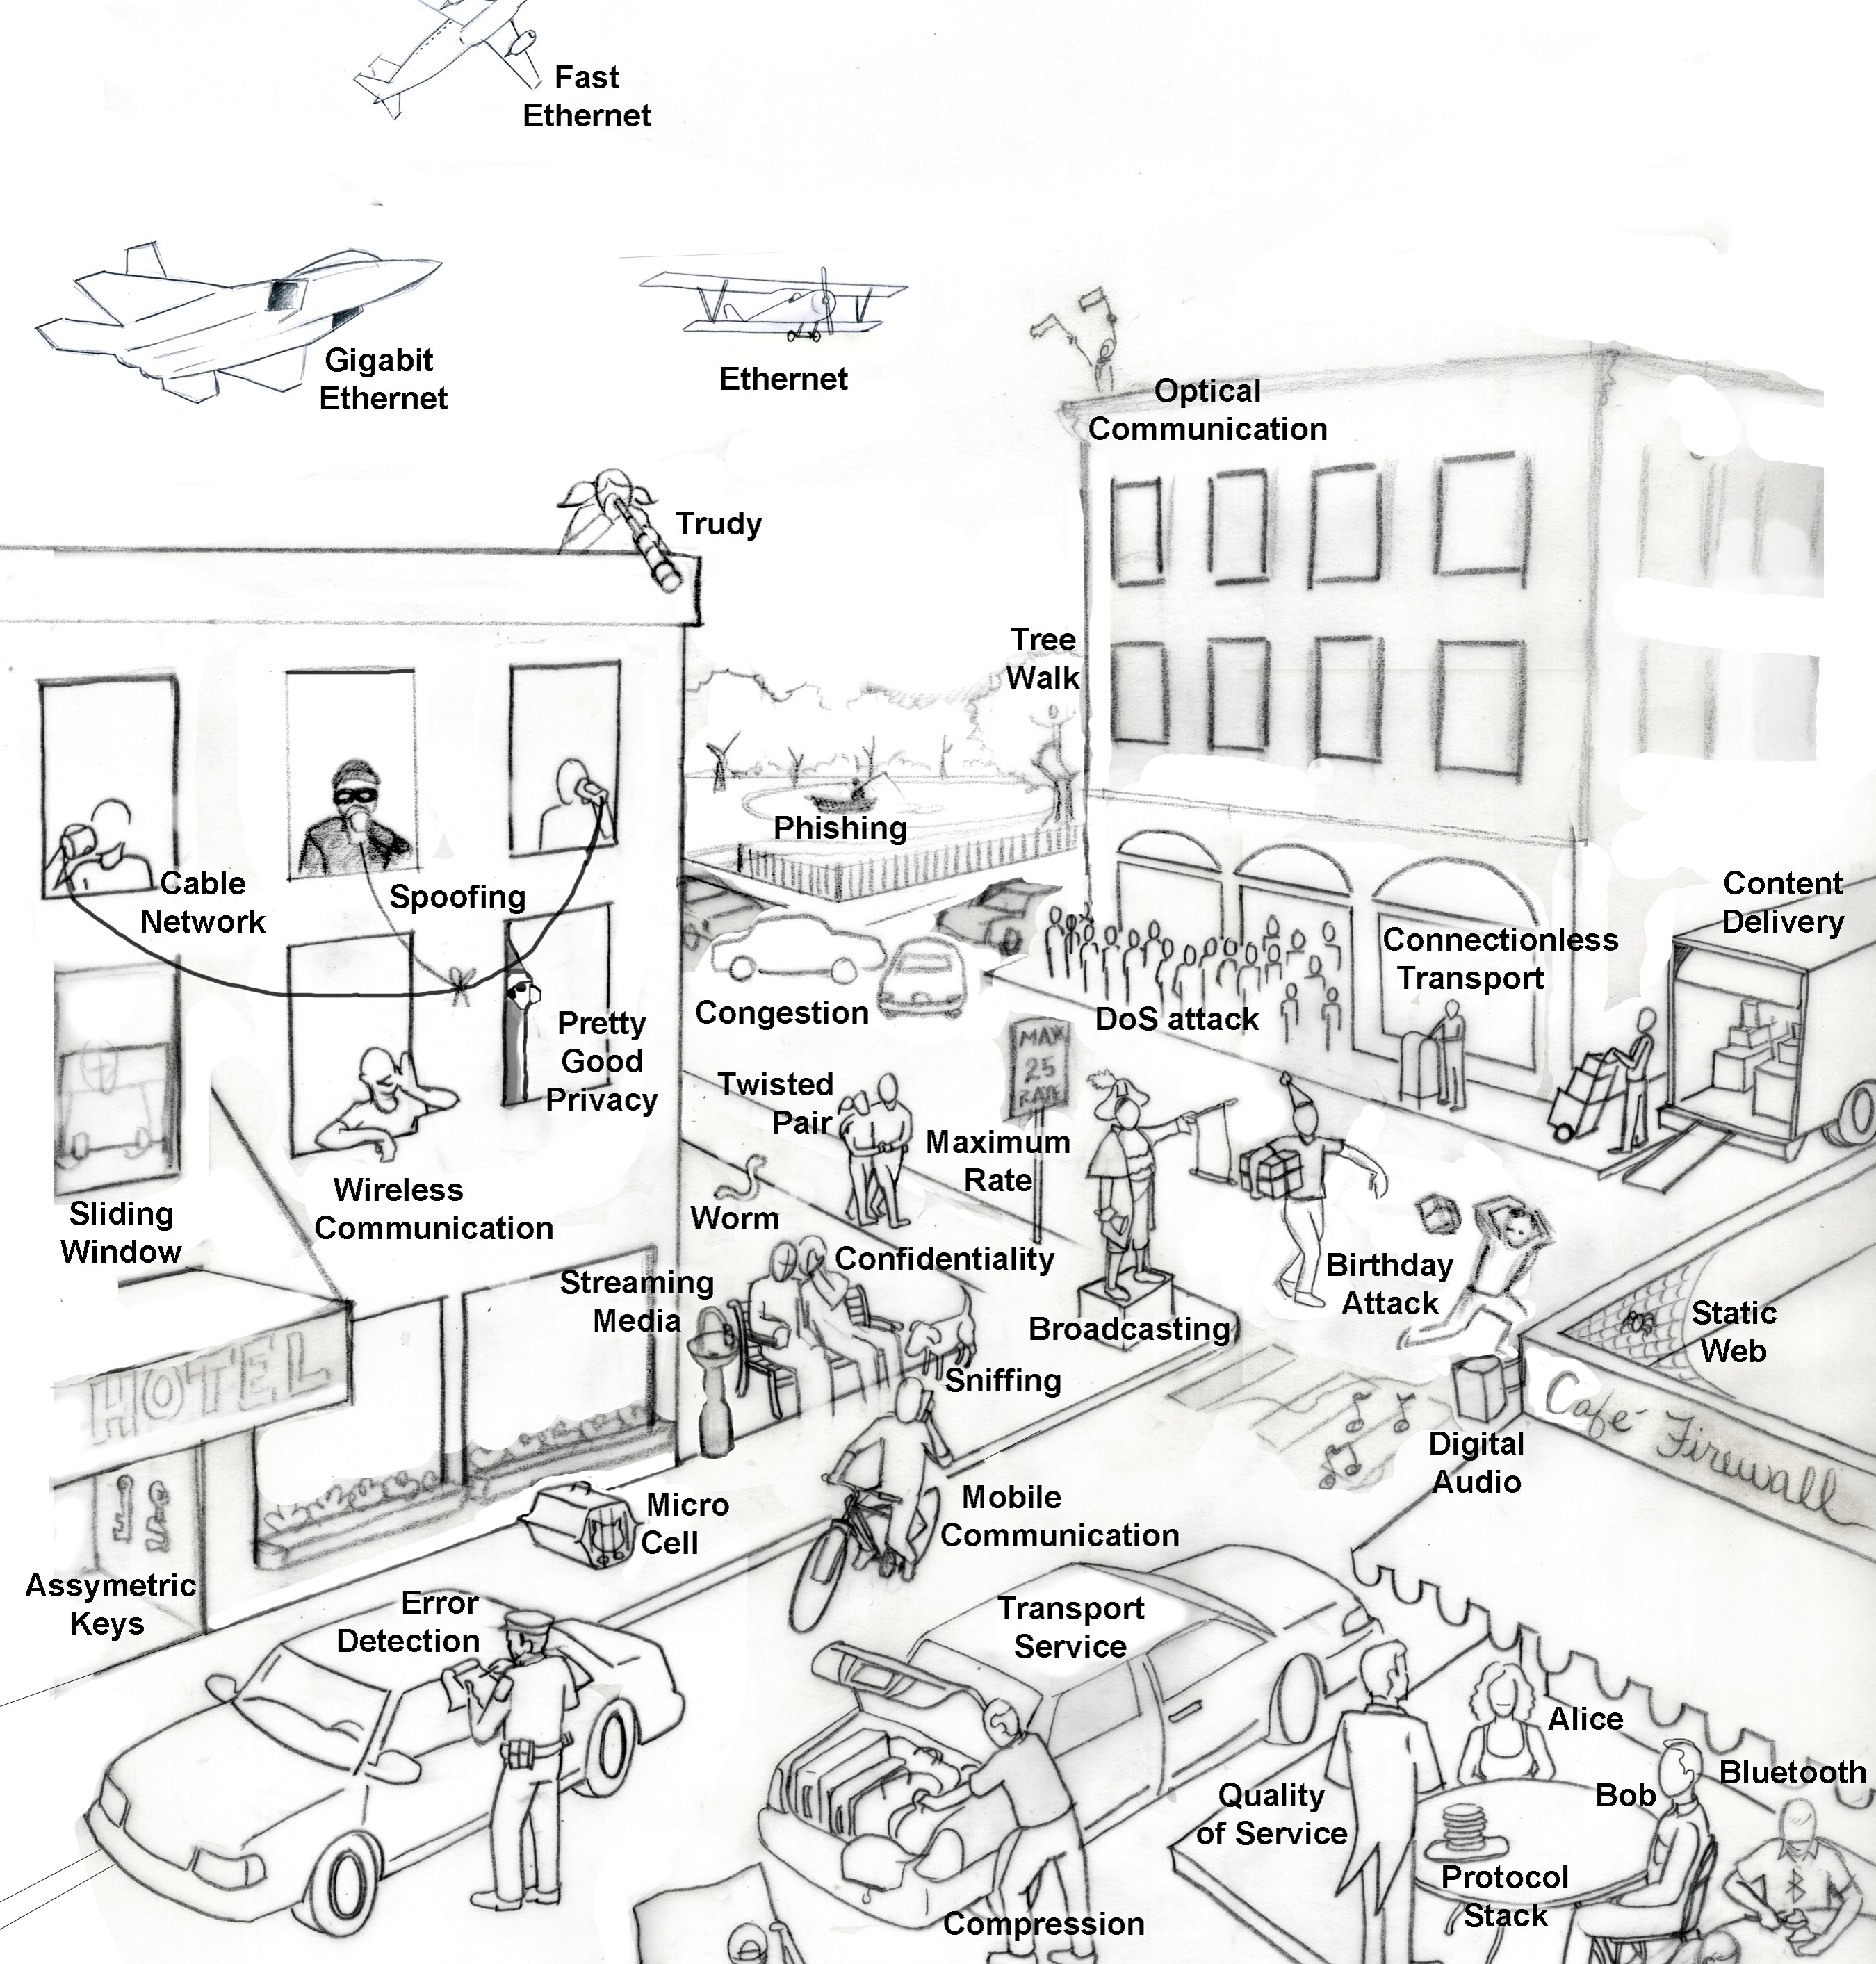 Fast
Ethernet
Gigabit
Ethernet
Ethernet
Optical
Communication
Trudy
Tree
Walk
Phishing
Cable
Network
Spoofing
Content
Delivery
Connectionless
Transport
Congestion
DoS attack
Pretty
Good
Privacy
MAX
25
RATE
Twisted
Pair
Maximum
Rate
Wireless
Communication
Sliding
Window
Worm
Confidentiality
Streaming
Media
Birthday
Attack
Broadcasting
Static
Web
HOTEL
Sniffing
Café Firewall
Digital
Audio
Micro
Cell
Mobile
Communication
Assymetric
Keys
Error
Detection
Transport
Service
Alice
Bluetooth
Bob
Quality
of Service
Protocol
Stack
Compression